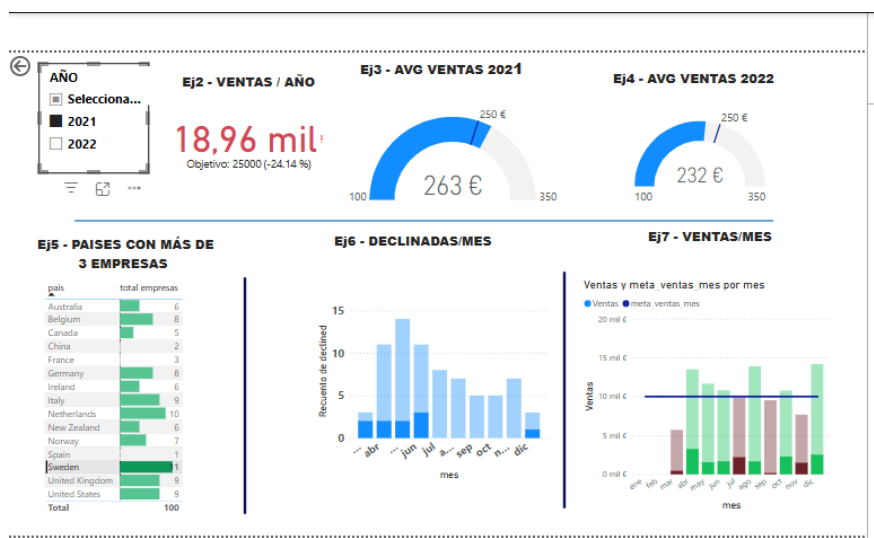 AÑO
Selecciona...
2021
2022
Ej2 - VENTAS / AÑO
18,96 mil!
Objetivo: 25000 (-24.14 %)
Ej3 - AVG VENTAS 2021
250 €
263 €
100
350
Ej4 - AVG VENTAS 2022
250 €
232 €
100
350
Ej5 - PAISES CON MÁS DE
3 EMPRESAS
pais total empresas
Australia 6
Belgium 8
Canada 5
China 2
France 3
Germany 8
Ireland 6
Italy 9
Netherlands 10
New Zealand 6
Norway 7
Spain 1
Sweden 11
United Kingdom 9
United States 9
Total 100
Ej6 - DECLINADAS/MES
Recuento de declined
15
10
5
0
... abr ... jun jul a... sep oct n... dic
mes
Ej7 - VENTAS/MES
Ventas y meta_ventas_mes por mes
Ventas meta_ventas_mes
Ventas
20 mil €
15 mil €
10 mil €
5 mil €
0 mil €
ene feb mar abr may jun jul ago sep oct nov dic
mes